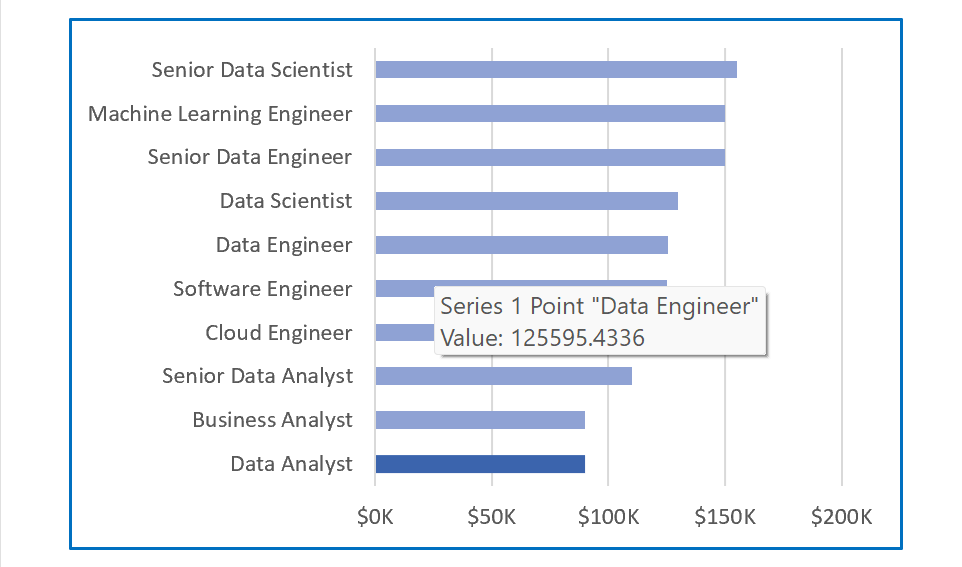 Senior Data Scientist
Machine Learning Engineer
Senior Data Engineer
Data Scientist
Data Engineer
Software Engineer
Series 1 Point "Data Engineer"
Value: 125595.4336
Cloud Engineer
Senior Data Analyst
Business Analyst
Data Analyst
$0K $50K $100K $150K $200K